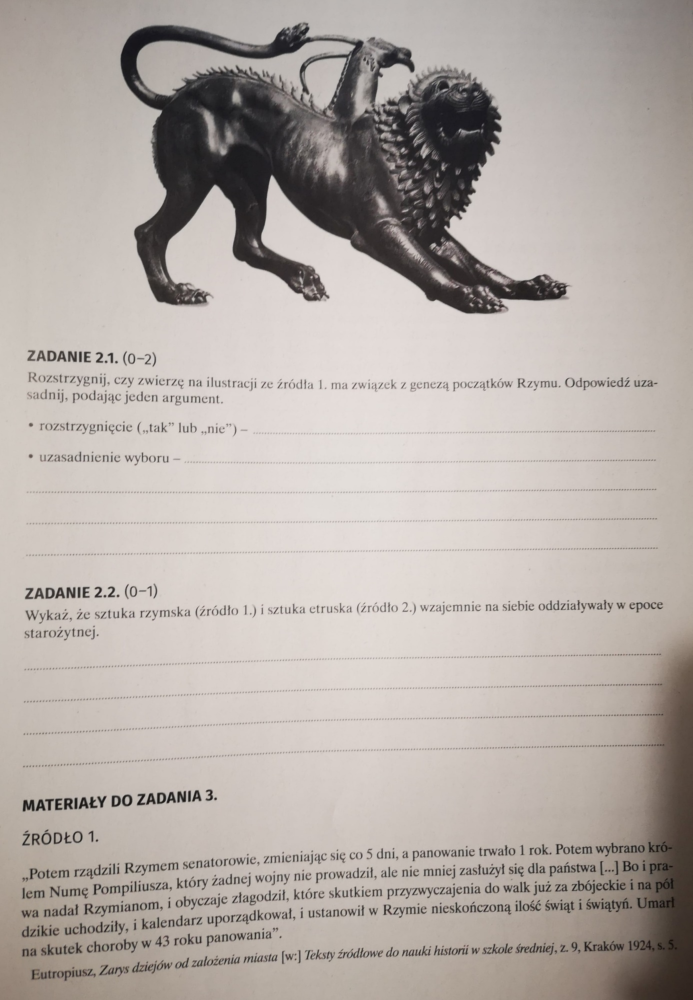 ZADANIE 2.1. (0–2)
Rozstrzygnij, czy zwierzę na ilustracji ze źródła 1. ma związek z genezą początków Rzymu. Odpowiedź uza-
sadnij, podając jeden argument.
• rozstrzygnięcie („tak” lub „nie”) –
• uzasadnienie wyboru –
ZADANIE 2.2. (0–1)
Wykaż, że sztuka rzymska (źródło 1.) i sztuka etruska (źródło 2.) wzajemnie na siebie oddziaływały w epoce
starożytnej.
MATERIAŁY DO ZADANIA 3.
ŹRÓDŁO 1.
„Potem rządzili Rzymem senatorowie, zmieniając się co 5 dni, a panowanie trwało 1 rok. Potem wybrano kró-
lem Numę Pompiliusza, który żadnej wojny nie prowadził, ale nie mniej zasłużył się dla państwa [...] Bo i pra-
wa nadał Rzymianom, i obyczaje złagodził, które skutkiem przyzwyczajenia do walk już za zbójeckie i na pół
dzikie uchodziły, i kalendarz uporządkował, i ustanowił w Rzymie nieskończoną ilość świąt i świątyń. Umarł
na skutek choroby w 43 roku panowania”.
Eutropiusz, Zarys dziejów od założenia miasta [w:] Teksty źródłowe do nauki historii w szkole średniej, z. 9, Kraków 1924, s. 5.